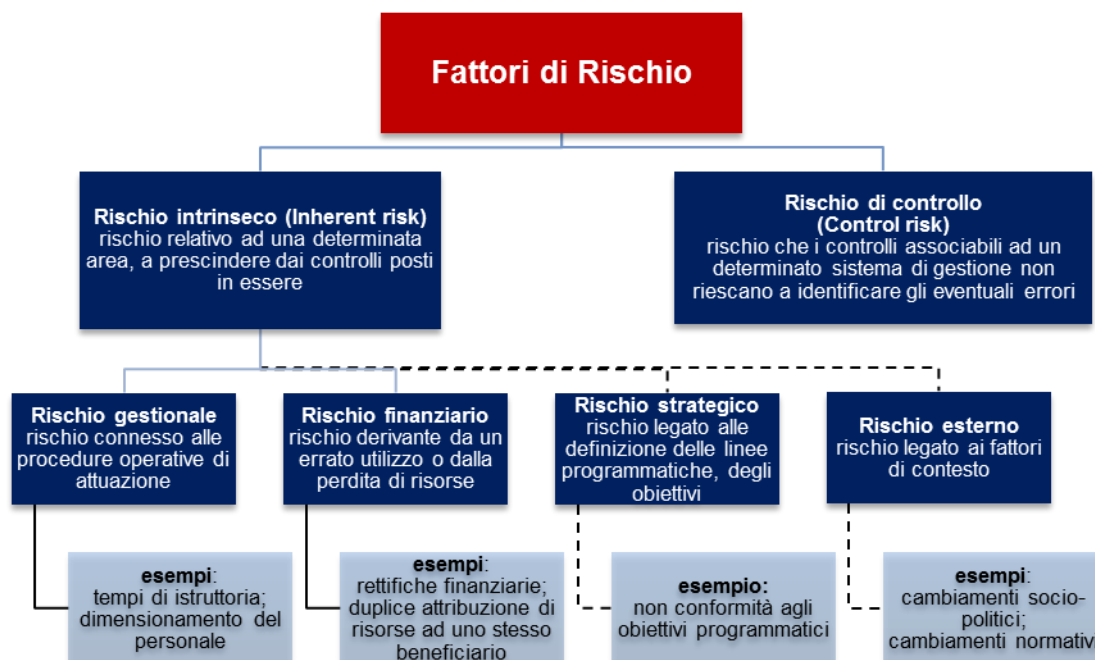 Fattori di Rischio
Rischio intrinseco (Inherent risk)
rischio relativo ad una determinata
area, a prescindere dai controlli posti
in essere
Rischio di controllo
(Control risk)
rischio che i controlli associabili ad un
determinato sistema di gestione non
riescano a identificare gli eventuali errori
Rischio gestionale
rischio connesso alle
procedure operative di
attuazione
Rischio finanziario
rischio derivante da un
errato utilizzo o dalla
perdita di risorse
Rischio strategico
rischio legato alle
definizione delle linee
programmatiche, degli
obiettivi
Rischio esterno
rischio legato ai fattori
di contesto
esempi:
tempi di istruttoria;
dimensionamento del
personale
esempi:
rettifiche finanziarie;
duplice attribuzione di
risorse ad uno stesso
beneficiario
esempio:
non conformità agli
obiettivi programmatici
esempi:
cambiamenti socio-
politici;
cambiamenti normativi